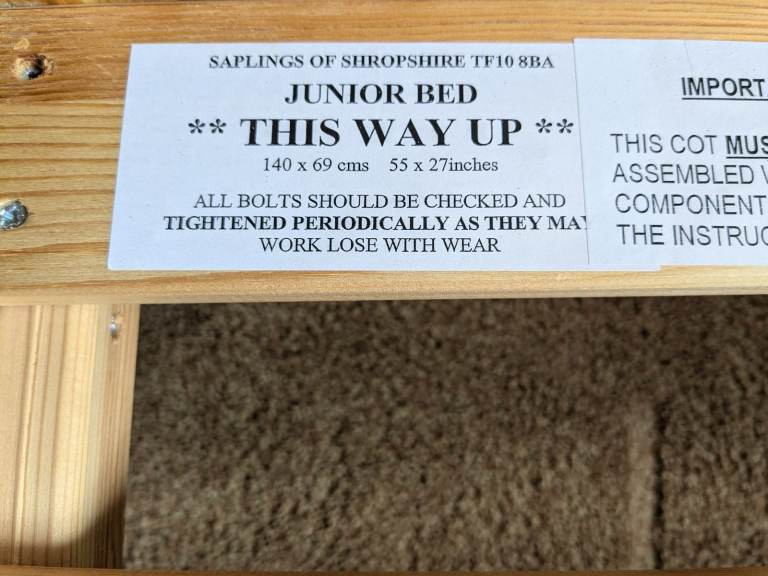 SAPLINGS OF SHROPSHIRE TF10 8BA
JUNIOR BED
** THIS WAY UP **
140 x 69 cms 55 x 27inches
ALL BOLTS SHOULD BE CHECKED AND
TIGHTENED PERIODICALLY AS THEY MAY
WORK LOSE WITH WEAR
IMPORT
THIS COT MUS
ASSEMBLED
COMPONENT
THE INSTRUC